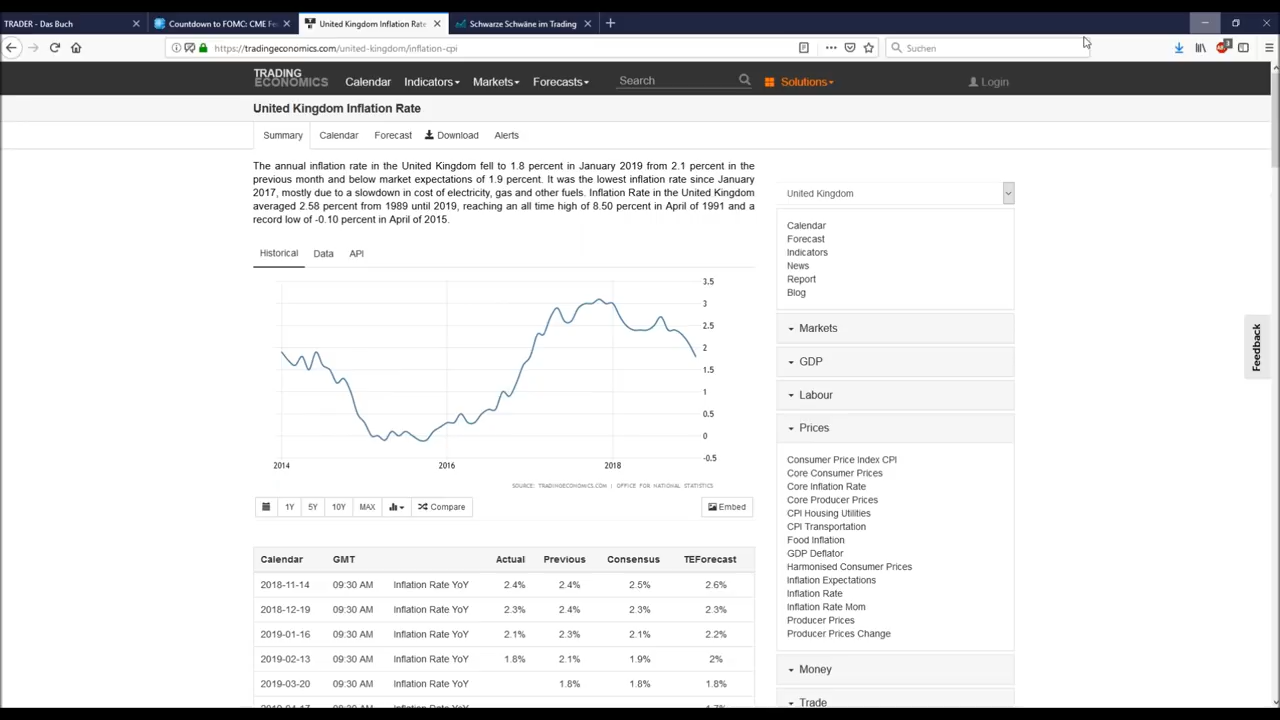 TRADER - Das Buch
Countdown to FOMC: CME Fe
United Kingdom Inflation Rate
Schwarze Schwäne im Trading
https://tradingeconomics.com/united-kingdom/inflation-cpi
Suchen
TRADING
ECONOMICS
Calendar
Indicators
Markets
Forecasts
Search
Solutions
Login
United Kingdom Inflation Rate
Summary
Calendar
Forecast
Download
Alerts
The annual inflation rate in the United Kingdom fell to 1.8 percent in January 2019 from 2.1 percent in the
previous month and below market expectations of 1.9 percent. It was the lowest inflation rate since January
2017, mostly due to a slowdown in cost of electricity, gas and other fuels. Inflation Rate in the United Kingdom
averaged 2.58 percent from 1989 until 2019, reaching an all time high of 8.50 percent in April of 1991 and a
record low of -0.10 percent in April of 2015.
Historical
Data
API
3.5
3
2.5
2
1.5
1
0.5
0
-0.5
2014
2016
2018
SOURCE: TRADINGECONOMICS.COM | OFFICE FOR NATIONAL STATISTICS
1Y
5Y
10Y
MAX
Compare
Embed
Calendar GMT Actual Previous Consensus TEForecast
2018-11-14 09:30 AM Inflation Rate YoY 2.4% 2.4% 2.5% 2.6%
2018-12-19 09:30 AM Inflation Rate YoY 2.3% 2.4% 2.3% 2.3%
2019-01-16 09:30 AM Inflation Rate YoY 2.1% 2.3% 2.1% 2.2%
2019-02-13 09:30 AM Inflation Rate YoY 1.8% 2.1% 1.9% 2%
2019-03-20 09:30 AM Inflation Rate YoY 1.8% 1.8% 1.8%
United Kingdom
Calendar
Forecast
Indicators
News
Report
Blog
Markets
GDP
Labour
Prices
Consumer Price Index CPI
Core Consumer Prices
Core Inflation Rate
Core Producer Prices
CPI Housing Utilities
CPI Transportation
Food Inflation
GDP Deflator
Harmonised Consumer Prices
Inflation Expectations
Inflation Rate
Inflation Rate Mom
Producer Prices
Producer Prices Change
Money
Trade
Feedback